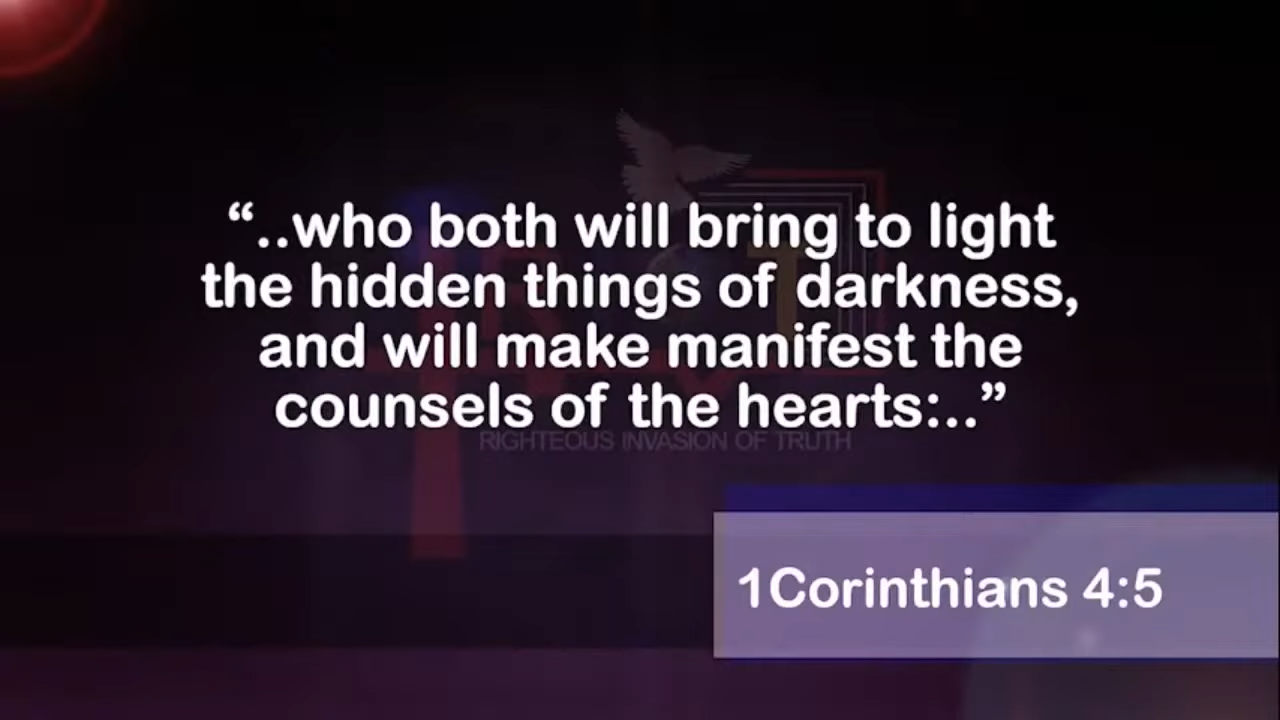 “..who both will bring to light
the hidden things of darkness,
and will make manifest the
counsels of the hearts:..”
RIGHTEOUS INVASION OF TRUTH
1Corinthians 4:5